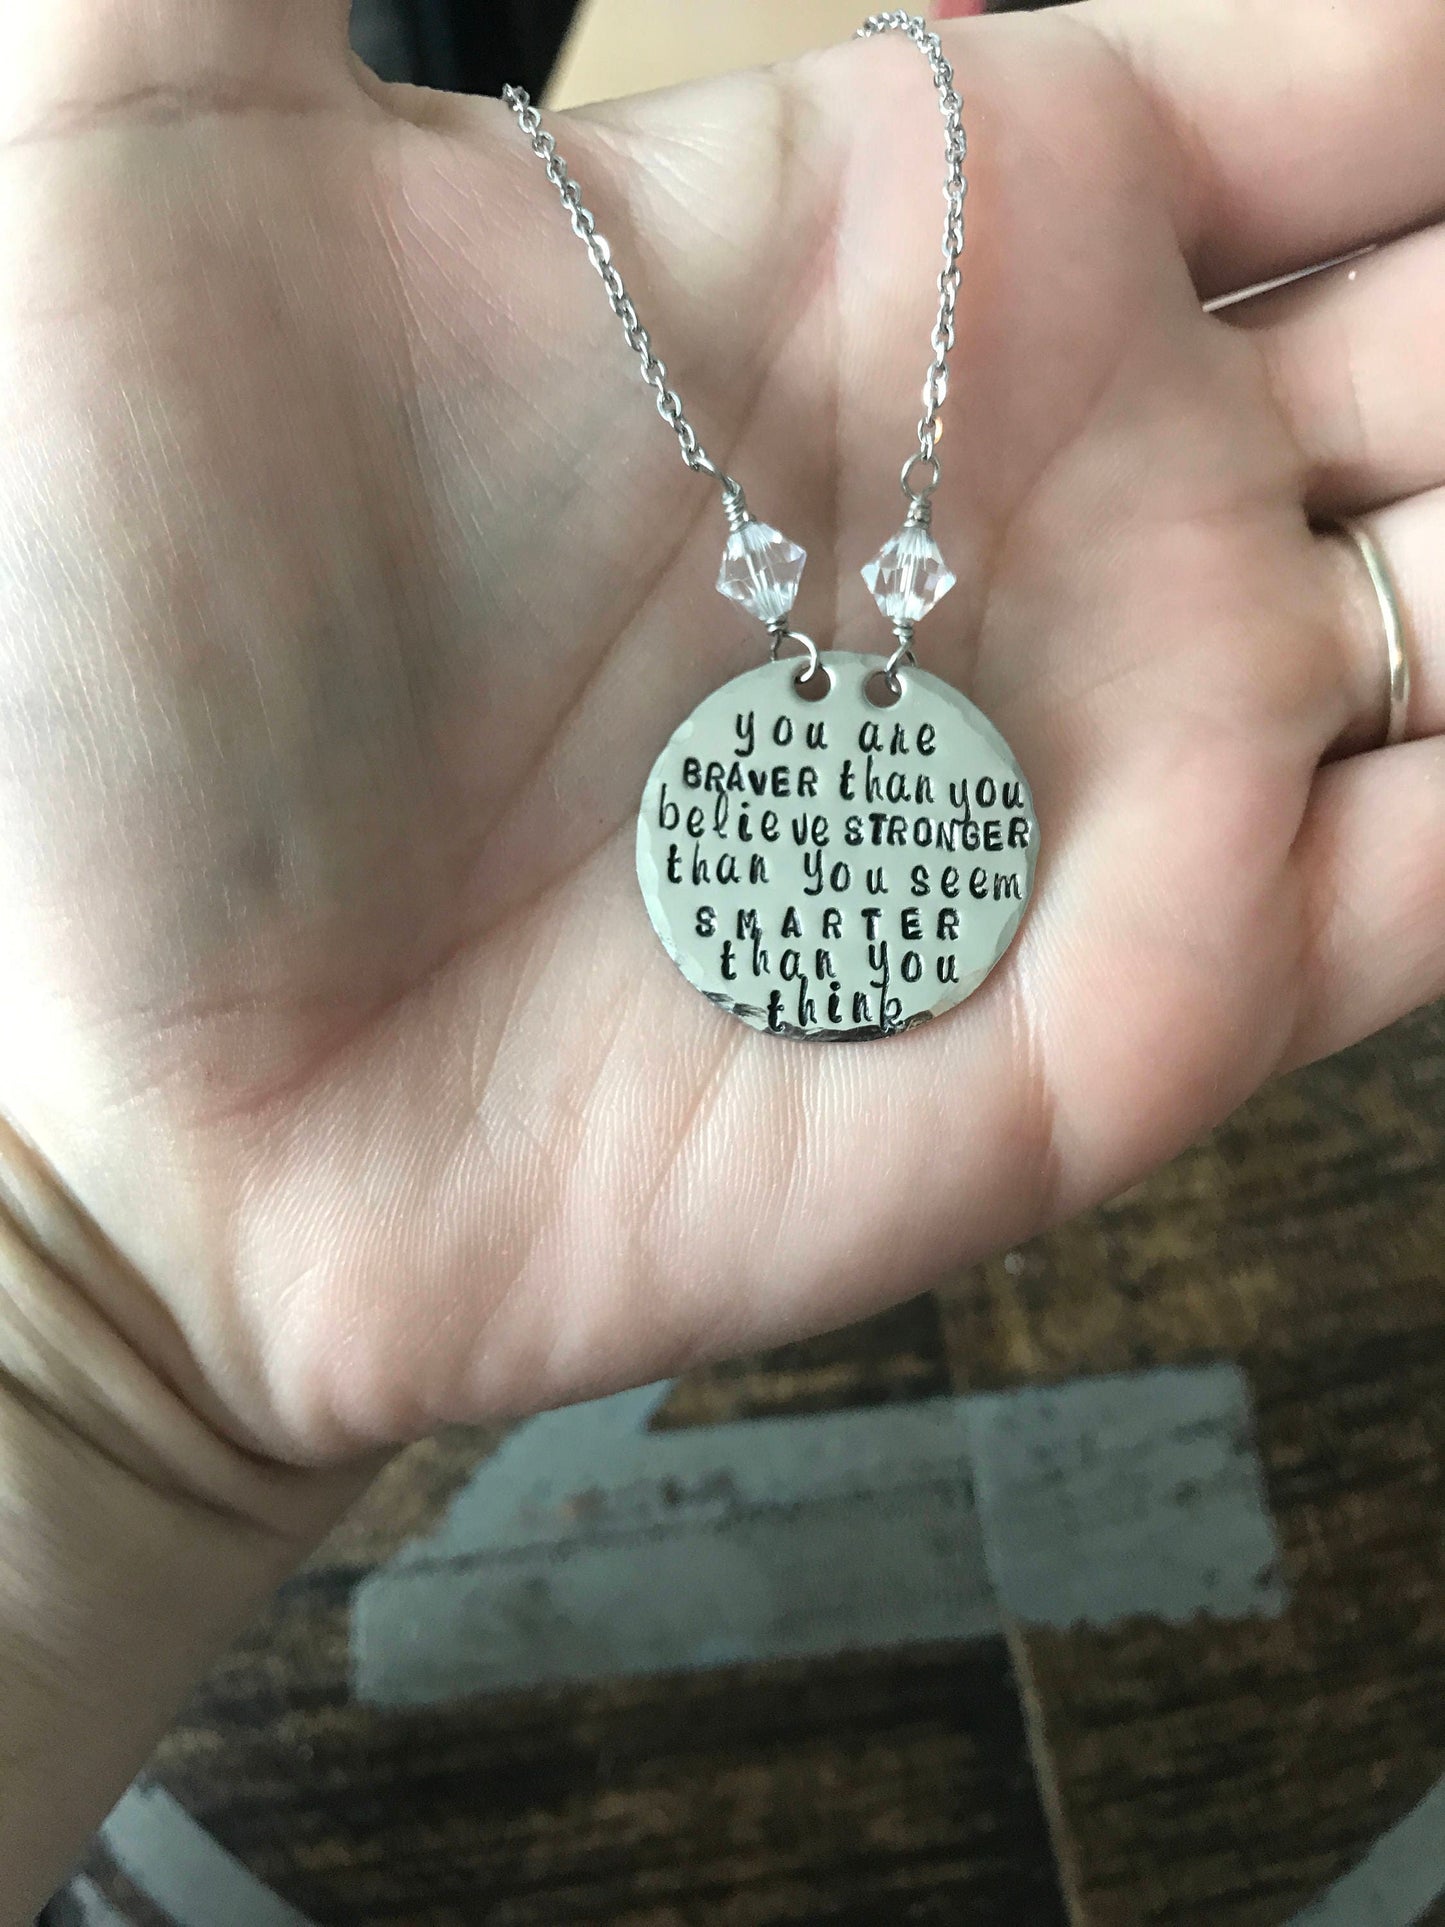 you are
BRAVER than you
believe STRONGER
than you seem
SMARTER
than you
think